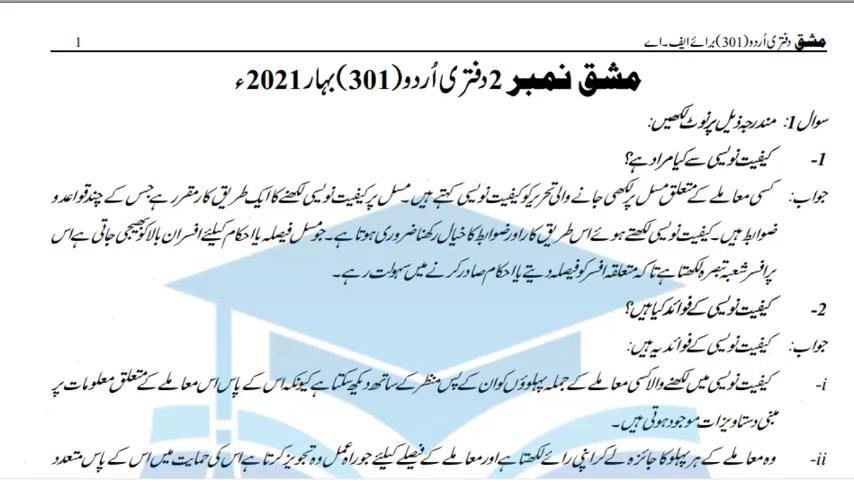 مشق دفتری اُردو (301) برائے ایف۔اے 1
مشق نمبر 2 دفتری اُردو (301) بہار 2021ء
سوال 1: مندرجہ ذیل پر نوٹ لکھیں:
1- کیفیت نویسی سے کیا مراد ہے؟
جواب: کسی معاملے کے متعلق مسل پر لکھی جانے والی تحریر کو کیفیت نویسی کہتے ہیں۔ مسل پر کیفیت نویسی لکھنے کا ایک طریق کار مقرر ہے جس کے چند قواعد و
ضوابط ہیں۔ کیفیت نویسی لکھتے ہوئے اس طریق کار اور ضوابط کا خیال رکھنا ضروری ہوتا ہے۔ جو مسل فیصلہ یا احکام کیلئے افسران بالا کو بھیجی جاتی ہے اس
پر افسر شعبہ تبصرہ لکھتا ہے تاکہ متعلقہ افسر کو فیصلہ دیتے یا احکام صادر کرنے میں سہولت رہے۔
2- کیفیت نویسی کے فوائد کیا ہیں؟
جواب: کیفیت نویسی کے فوائد یہ ہیں:
i- کیفیت نویسی میں لکھنے والا کسی معاملے کے جملہ پہلوؤں کو ان کے پس منظر کے ساتھ دیکھ سکتا ہے کیونکہ اس کے پاس اس معاملے کے متعلق معلومات پر
مبنی دستاویزات موجود ہوتی ہیں۔
ii- وہ معاملے کے ہر پہلو کا جائزہ لے کر اپنی رائے لکھتا ہے اور معاملے کے فیصلے کیلئے جو راہ عمل وہ تجویز کرتا ہے اس کی حمایت میں اس کے پاس متعدد